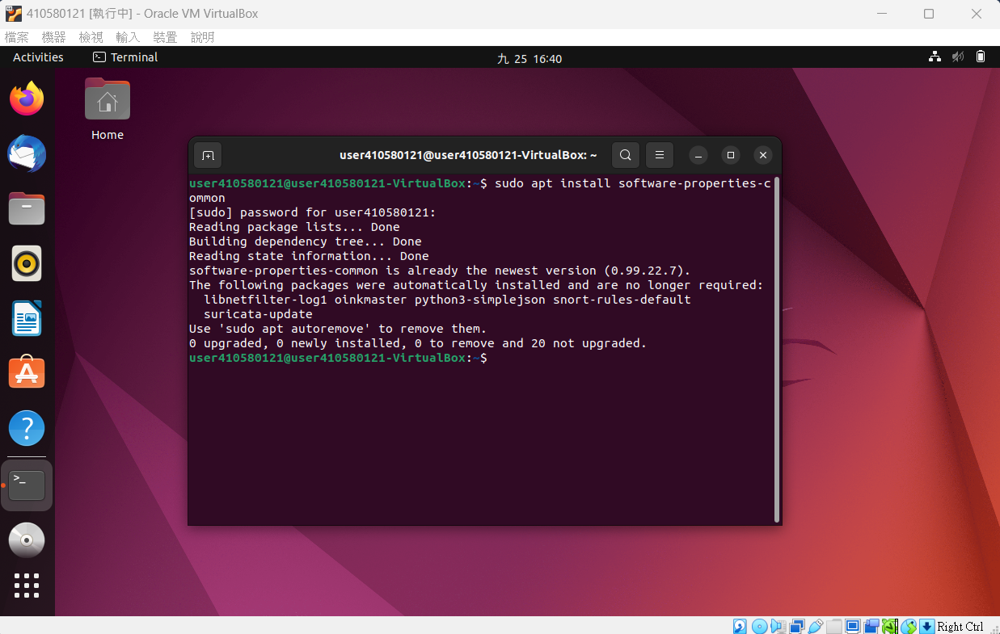 410580121 [執行中] - Oracle VM VirtualBox
檔案 機器 檢視 輸入 裝置 說明
Activities Terminal 九 25 16:40
Home
user410580121@user410580121-VirtualBox: ~
user410580121@user410580121-VirtualBox:~$ sudo apt install software-properties-c
ommon
[sudo] password for user410580121:
Reading package lists... Done
Building dependency tree... Done
Reading state information... Done
software-properties-common is already the newest version (0.99.22.7).
The following packages were automatically installed and are no longer required:
  libnetfilter-log1 oinkmaster python3-simplejson snort-rules-default
  suricata-update
Use 'sudo apt autoremove' to remove them.
0 upgraded, 0 newly installed, 0 to remove and 20 not upgraded.
user410580121@user410580121-VirtualBox:~$
Right Ctrl